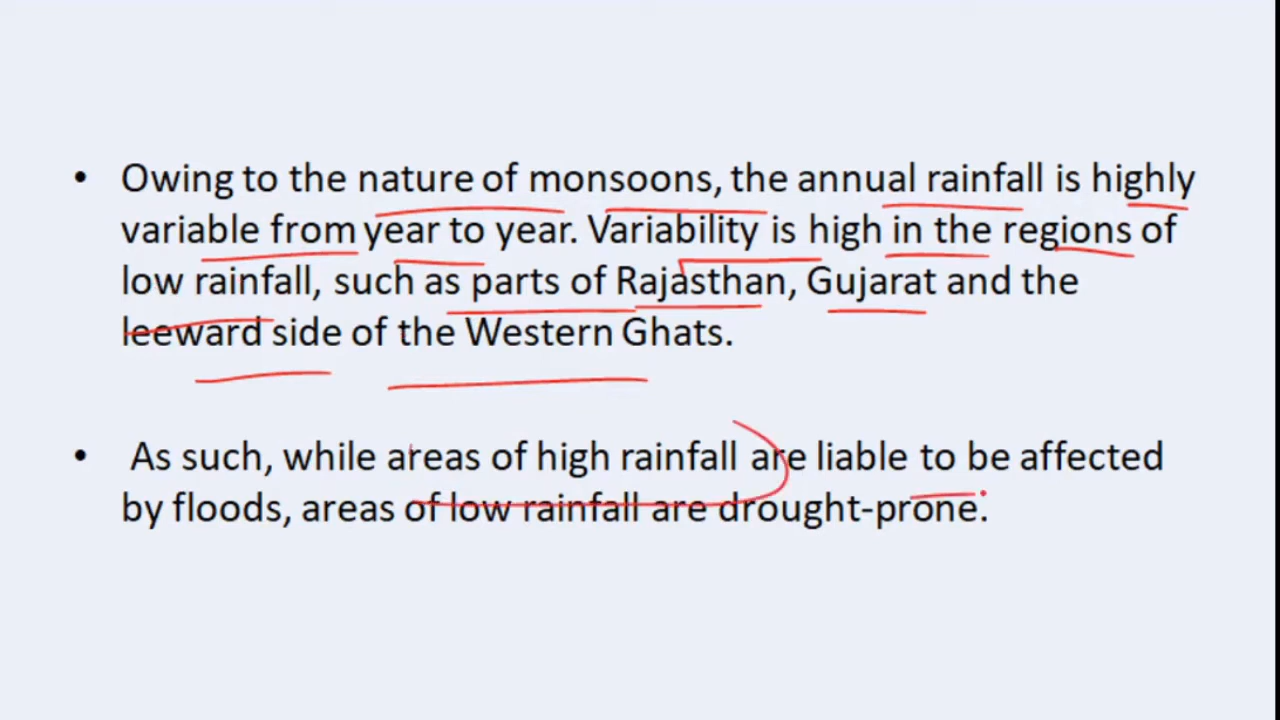 • Owing to the nature of monsoons, the annual rainfall is highly
variable from year to year. Variability is high in the regions of
low rainfall, such as parts of Rajasthan, Gujarat and the
leeward side of the Western Ghats.
• As such, while areas of high rainfall are liable to be affected
by floods, areas of low rainfall are drought-prone.